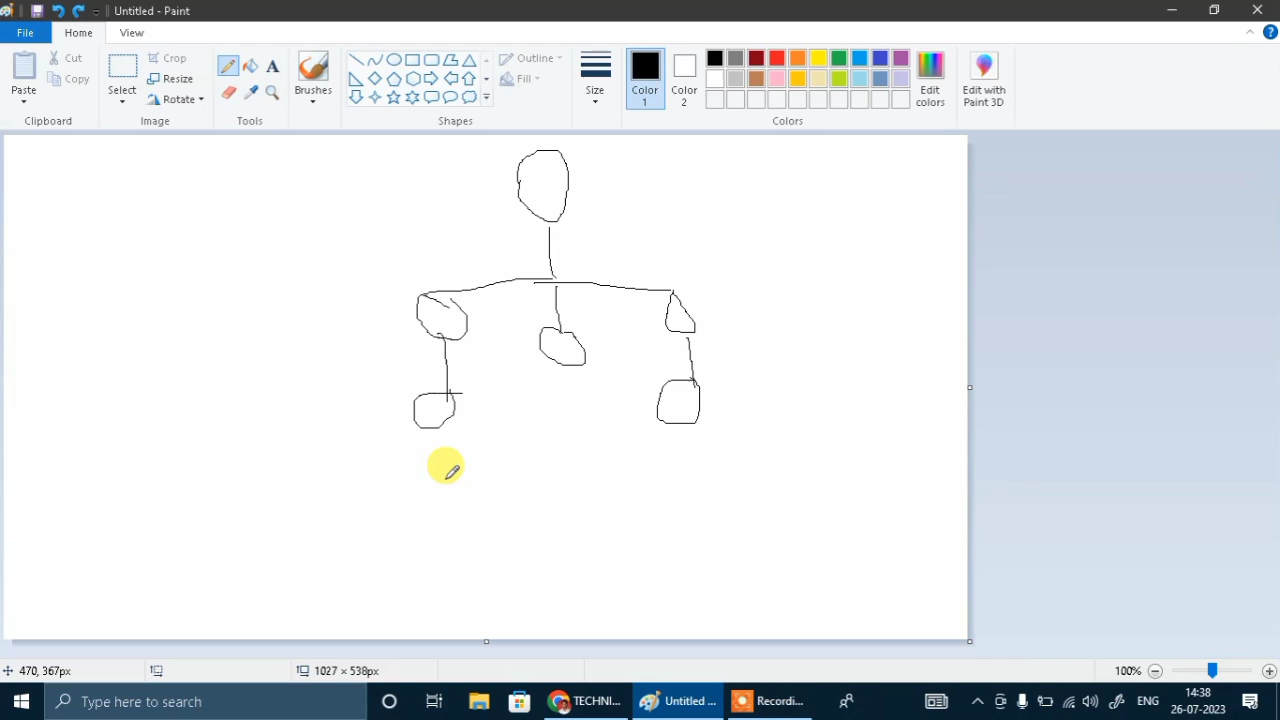 Untitled - Paint
File Home View
Paste
Cut
Copy
Clipboard
Select
Crop
Resize
Rotate
Image
Tools
Brushes
Outline
Fill
Shapes
Size
Color 1
Color 2
Edit colors
Colors
Edit with Paint 3D
470, 367px
1027 × 538px
100%
Type here to search
TECHNI...
Untitled ...
Recordi...
ENG
14:38
26-07-2023